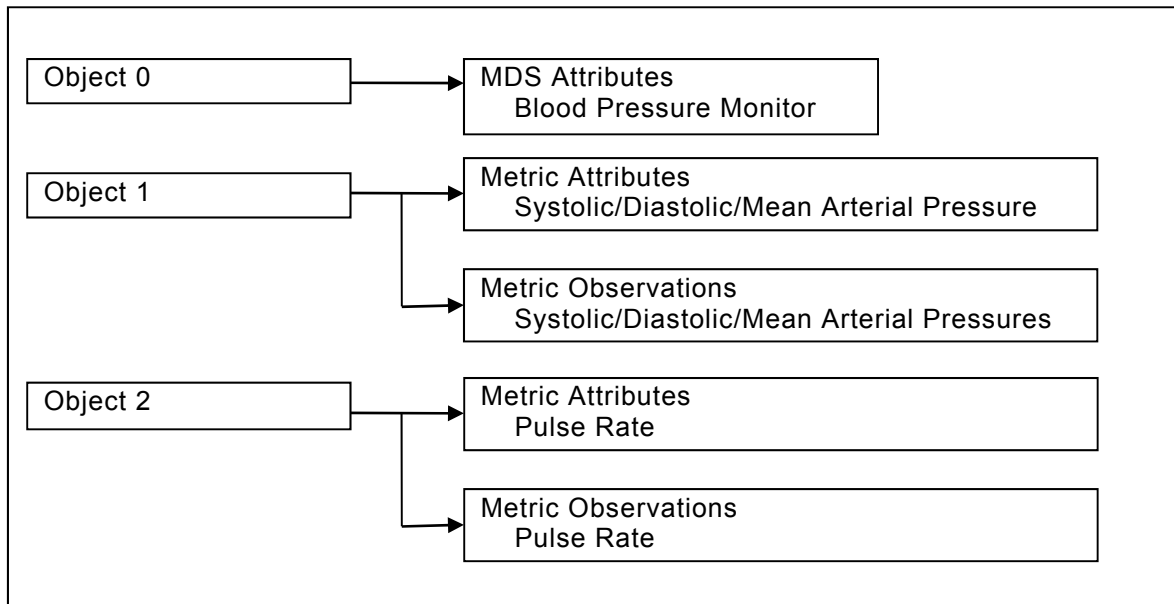 Object 0
MDS Attributes
Blood Pressure Monitor
Object 1
Metric Attributes
Systolic/Diastolic/Mean Arterial Pressure
Metric Observations
Systolic/Diastolic/Mean Arterial Pressures
Object 2
Metric Attributes
Pulse Rate
Metric Observations
Pulse Rate